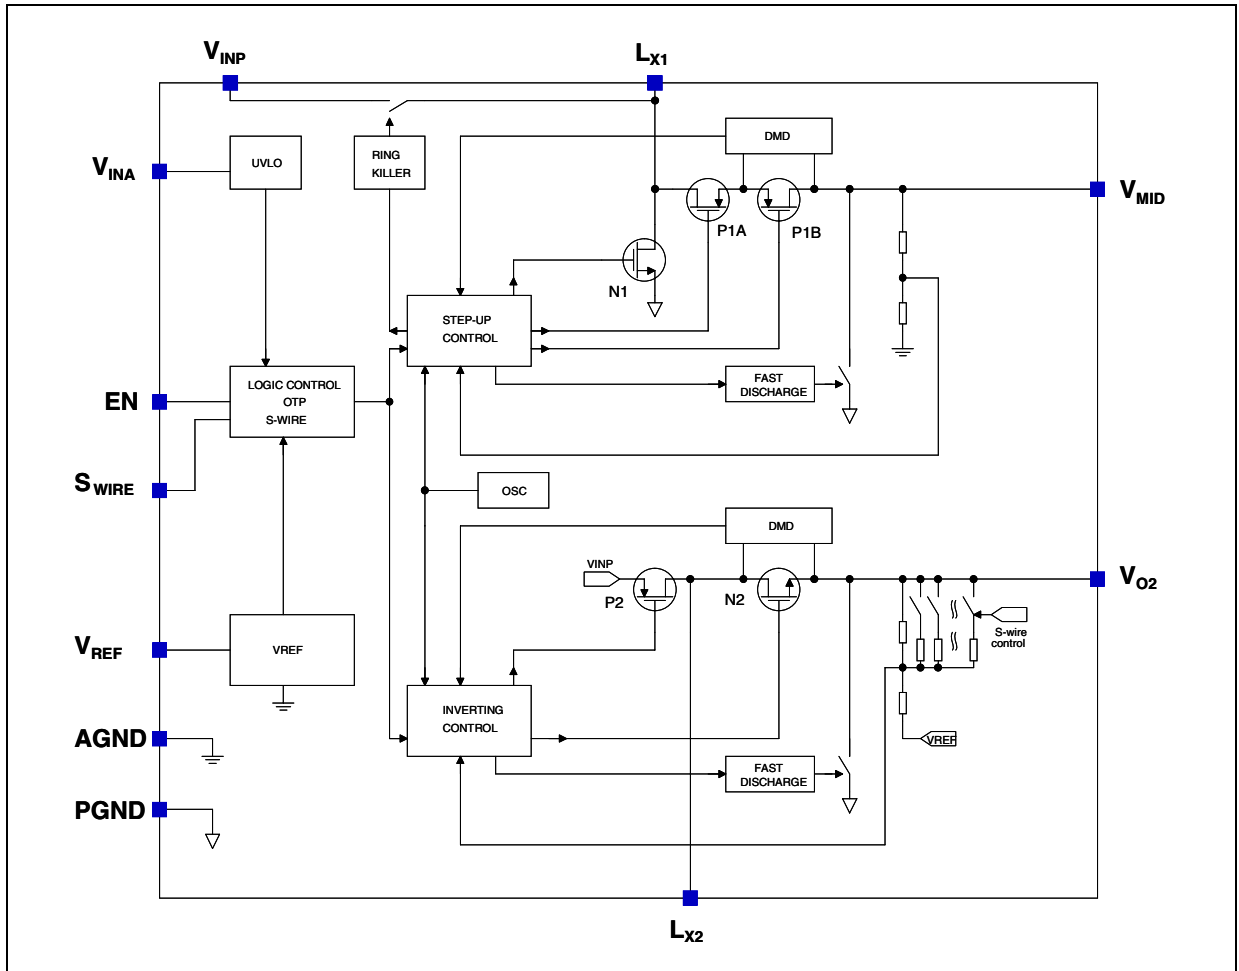 VINP
LX1
DMD
VINA
UVLO
RING
KILLER
VMID
P1A
P1B
N1
STEP-UP
CONTROL
EN
LOGIC CONTROL
OTP
S-WIRE
FAST
DISCHARGE
SWIRE
OSC
DMD
VINP
VO2
P2
N2
S-wire
control
VREF
VREF
INVERTING
CONTROL
AGND
VREF
FAST
DISCHARGE
PGND
LX2